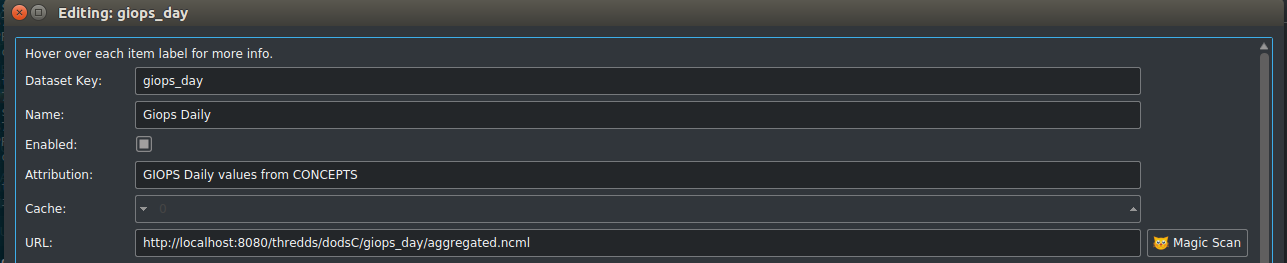 Editing: giops_day
Hover over each item label for more info.
Dataset Key: giops_day
Name: Giops Daily
Enabled:
Attribution: GIOPS Daily values from CONCEPTS
Cache: 0
URL: http://localhost:8080/thredds/dodsC/giops_day/aggregated.ncml Magic Scan